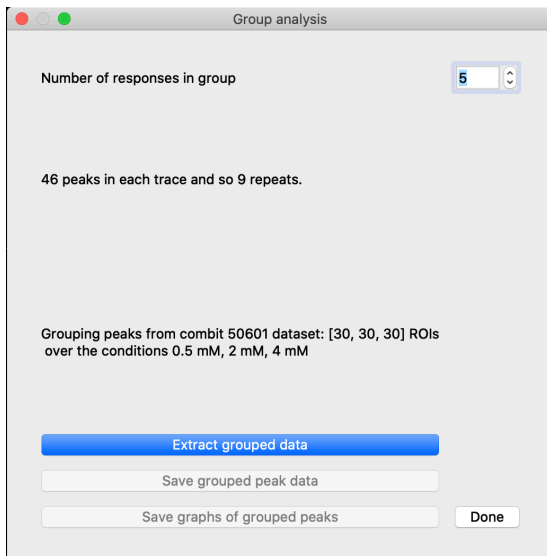 Group analysis
Number of responses in group
5
46 peaks in each trace and so 9 repeats.
Grouping peaks from combit 50601 dataset: [30, 30, 30] ROIs
over the conditions 0.5 mM, 2 mM, 4 mM
Extract grouped data
Save grouped peak data
Save graphs of grouped peaks
Done